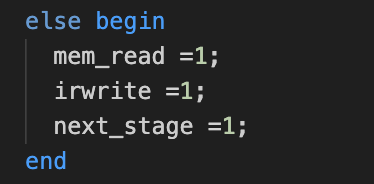 else begin
mem_read =1;
irwrite =1;
next_stage =1;
end